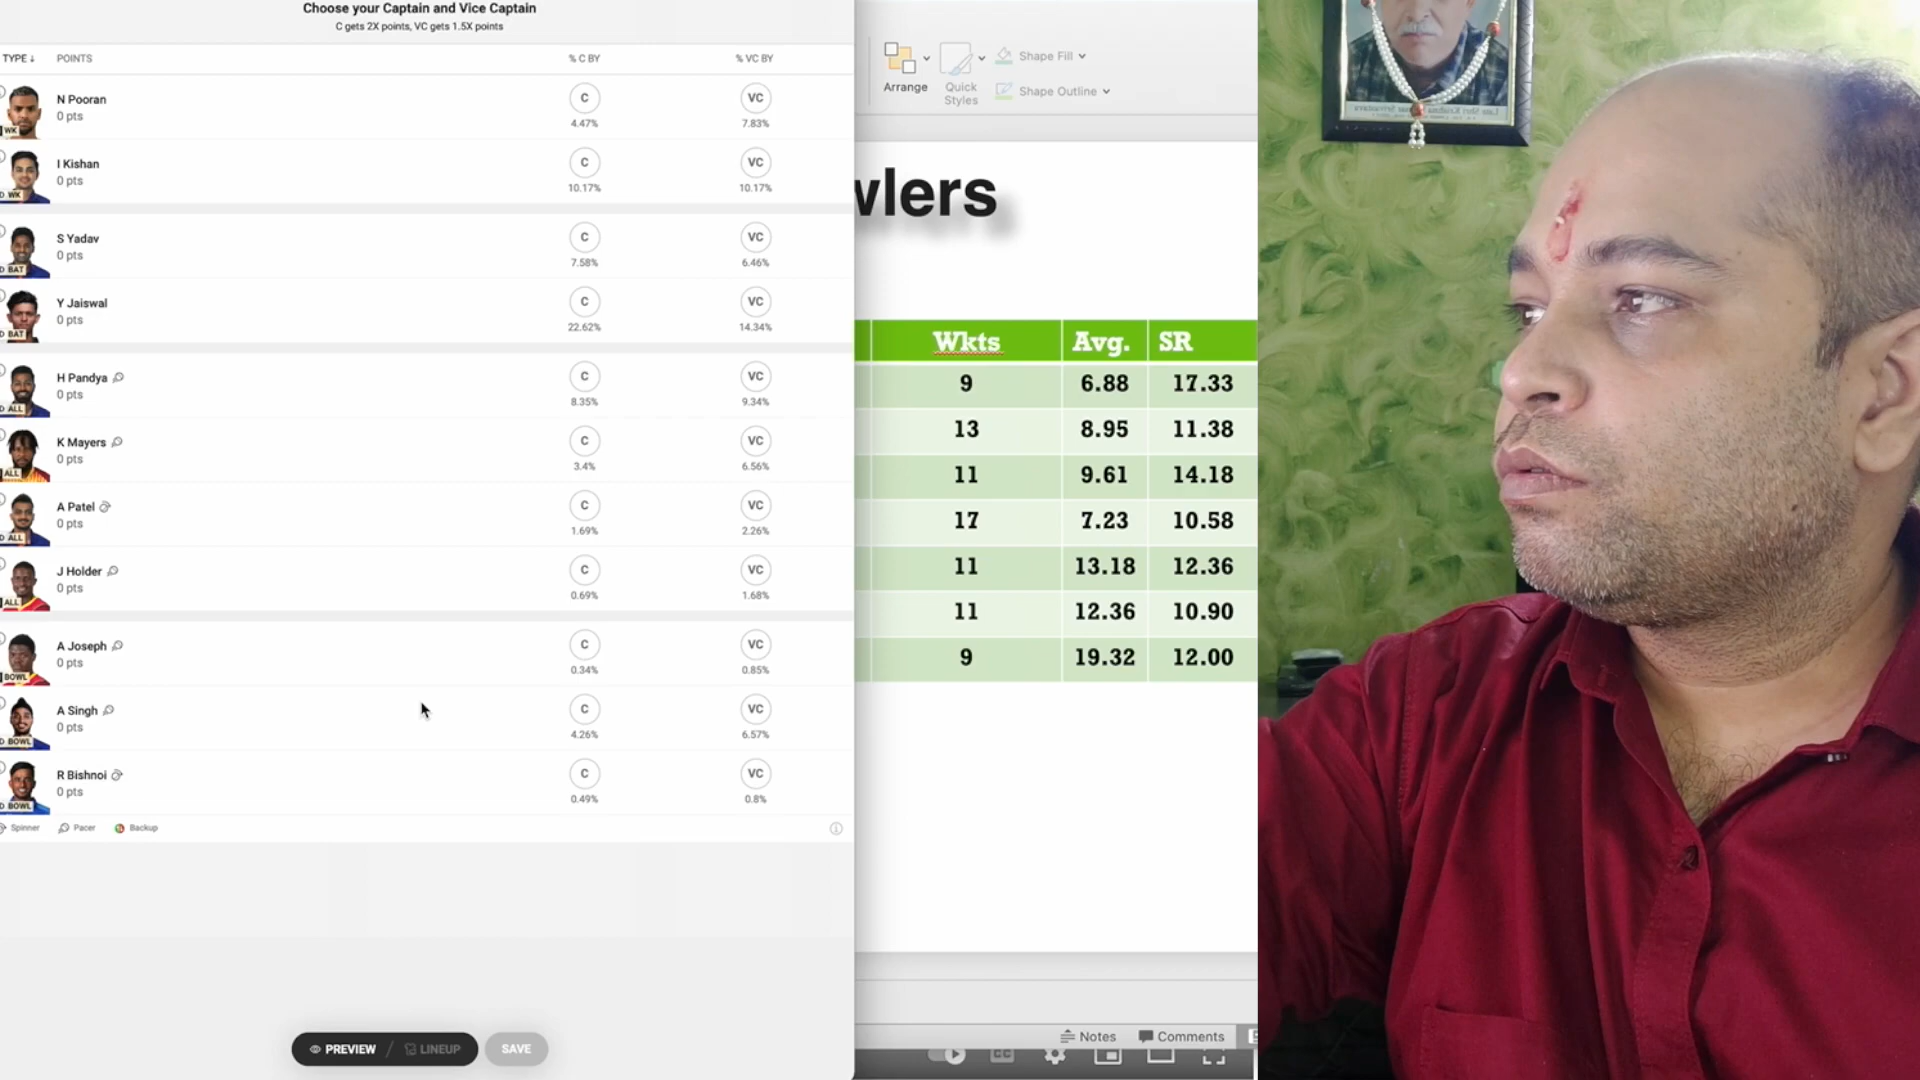 Choose your Captain and Vice Captain
C gets 2X points, VC gets 1.5X points
TYPE ↓ POINTS % C BY % VC BY
N Pooran
0 pts
WK
C VC
4.47% 7.83%
I Kishan
0 pts
D WK
C VC
10.17% 10.17%
S Yadav
0 pts
D BAT
C VC
7.58% 6.46%
Y Jaiswal
0 pts
D BAT
C VC
22.62% 14.34%
H Pandya
0 pts
D ALL
C VC
8.35% 9.34%
K Mayers
0 pts
ALL
C VC
3.4% 6.56%
A Patel
0 pts
D ALL
C VC
1.69% 2.26%
J Holder
0 pts
ALL
C VC
0.69% 1.68%
A Joseph
0 pts
BOWL
C VC
0.34% 0.85%
A Singh
0 pts
D BOWL
C VC
4.26% 6.57%
R Bishnoi
0 pts
D BOWL
C VC
0.49% 0.8%
Spinner Pacer Backup
PREVIEW / LINEUP SAVE
Arrange
Quick
Styles
Shape Fill
Shape Outline
wlers
Wkts Avg. SR
9 6.88 17.33
13 8.95 11.38
11 9.61 14.18
17 7.23 10.58
11 13.18 12.36
11 12.36 10.90
9 19.32 12.00
Notes Comments
CC